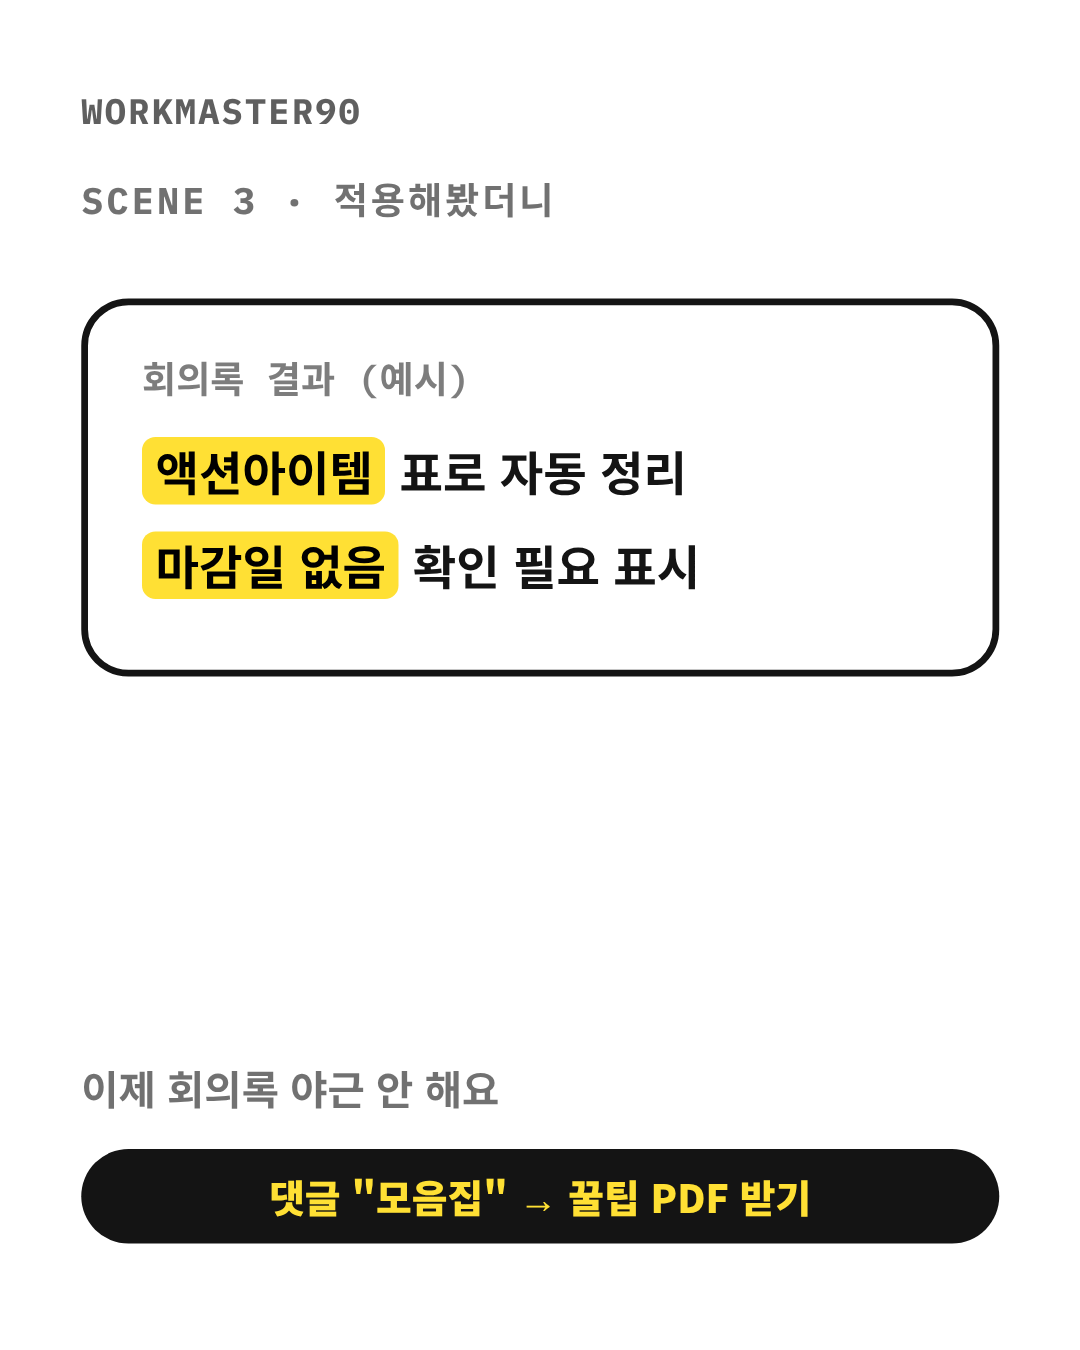 WORKMASTER90
SCENE 3 · 적용해봤더니
회의록 결과 (예시)
액션아이템 표로 자동 정리
마감일 없음 확인 필요 표시
이제 회의록 야근 안 해요
댓글 "모음집" → 꿀팁 PDF 받기